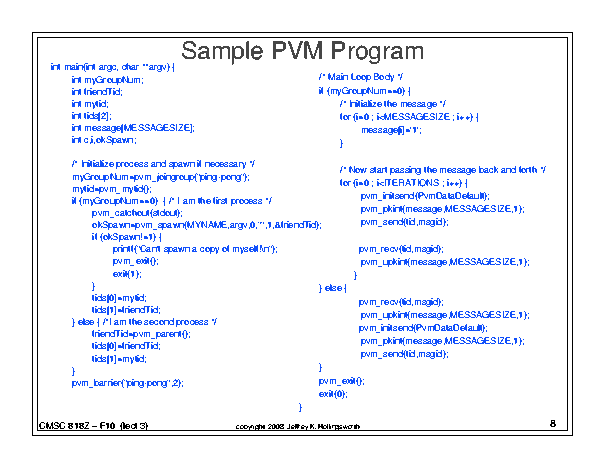 Sample PVM Program
int main(int argc, char **argv) {
int myGroupNum;
int friendTid;
int mytid;
int tids[2];
int message[MESSAGESIZE];
int c,i,okSpawn;
/* Initialize process and spawn if necessary */
myGroupNum=pvm_joingroup("ping-pong");
mytid=pvm_mytid();
if (myGroupNum==0) { /* I am the first process */
pvm_catchout(stdout);
okSpawn=pvm_spawn(MYNAME,argv,0,"",1,&friendTid);
if (okSpawn!=1) {
printf("Can't spawn a copy of myself!\n");
pvm_exit();
exit(1);
}
tids[0]=mytid;
tids[1]=friendTid;
} else { /* I am the second process */
friendTid=pvm_parent();
tids[0]=friendTid;
tids[1]=mytid;
}
pvm_barrier("ping-pong",2);
/* Main Loop Body */
if (myGroupNum==0) {
/* Initialize the message */
for (i=0 ; i<MESSAGESIZE ; i++) {
message[i]='1';
}
/* Now start passing the message back and forth */
for (i=0 ; i<ITERATIONS ; i++) {
pvm_initsend(PvmDataDefault);
pvm_pkint(message,MESSAGESIZE,1);
pvm_send(tid,msgid);
pvm_recv(tid,msgid);
pvm_upkint(message,MESSAGESIZE,1);
}
} else {
pvm_recv(tid,msgid);
pvm_upkint(message,MESSAGESIZE,1);
pvm_initsend(PvmDataDefault);
pvm_pkint(message,MESSAGESIZE,1);
pvm_send(tid,msgid);
}
pvm_exit();
exit(0);
}
CMSC 818Z – F10 (lect 3)
copyright 2008 Jeffrey K. Hollingsworth
8